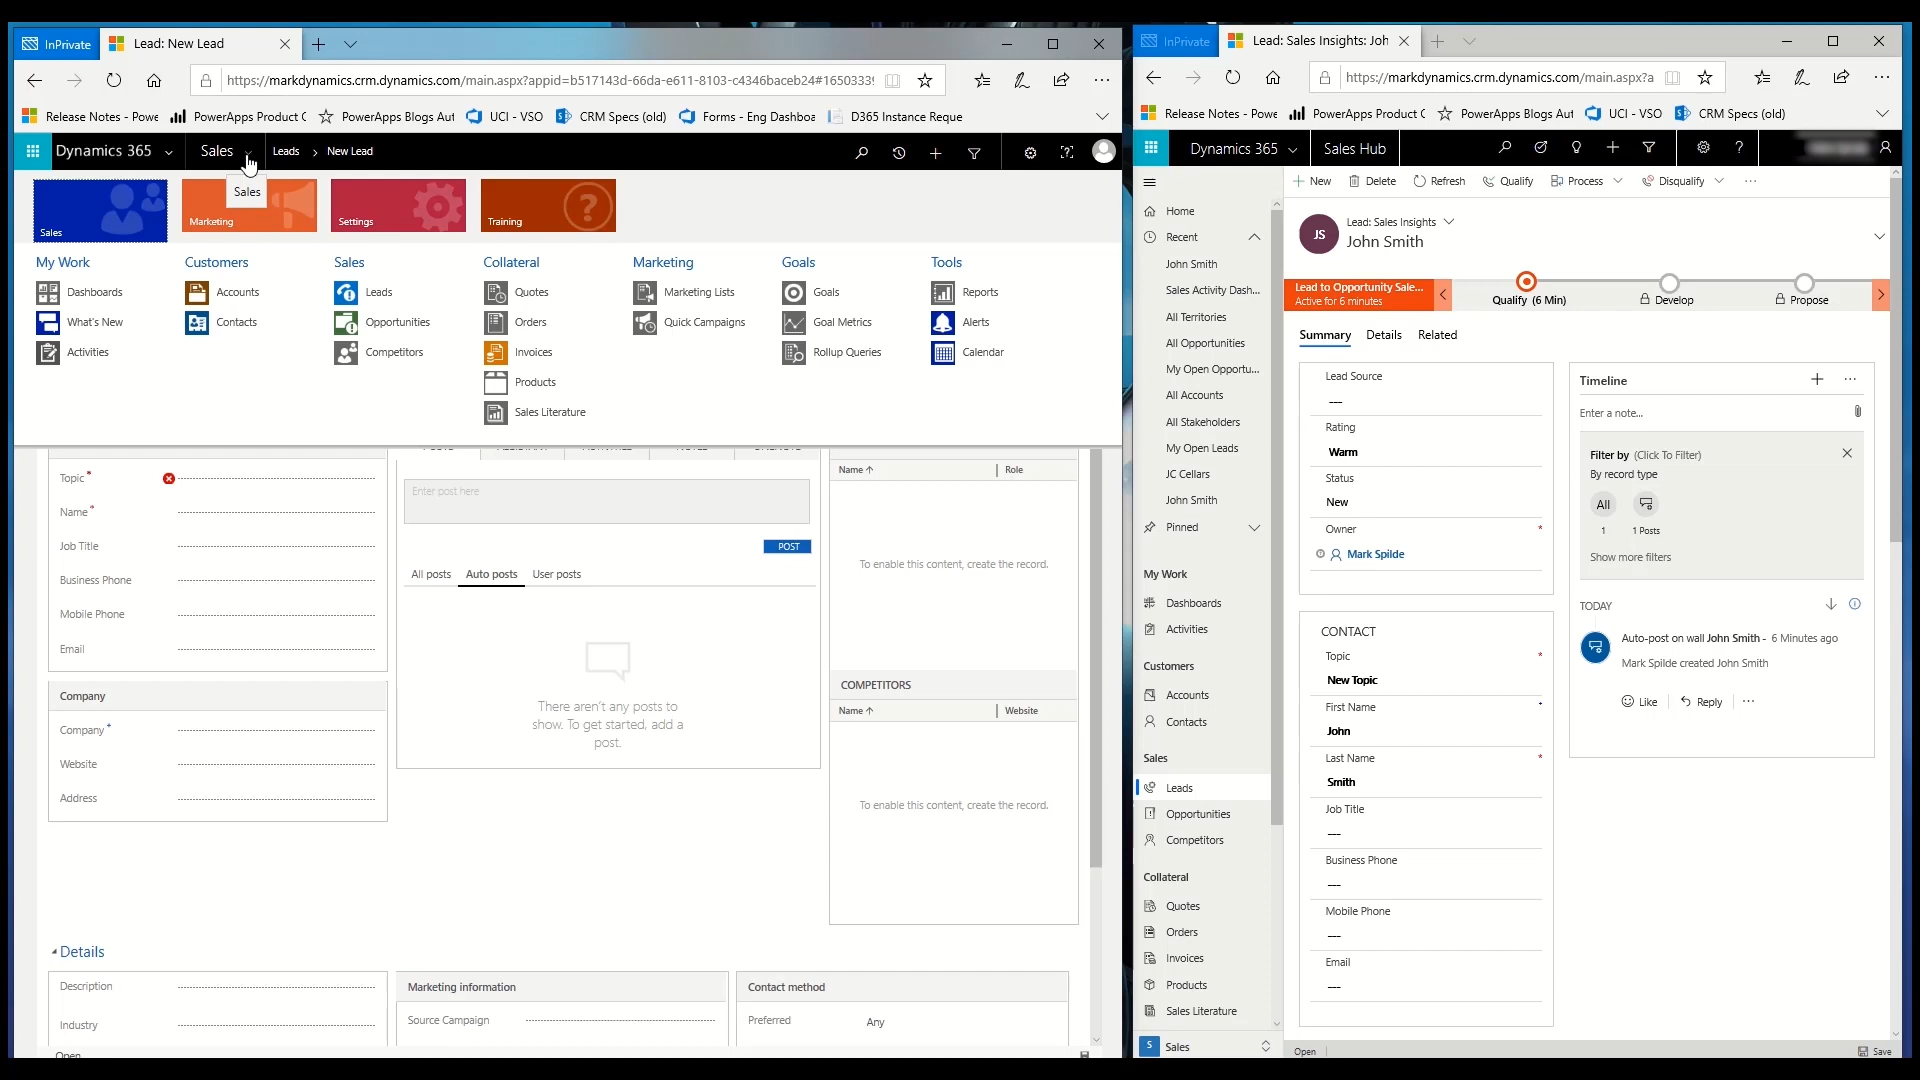 InPrivate
Lead: New Lead
https://markdynamics.crm.dynamics.com/main.aspx?appid=b517143d-66da-e611-8103-c4346baceb24#1650333
Release Notes - Powe
PowerApps Product C
PowerApps Blogs Aut
UCI - VSO
CRM Specs (old)
Forms - Eng Dashboa
D365 Instance Reque
Dynamics 365
Sales
Leads
New Lead
Sales
Sales
Marketing
Settings
Training
My Work
Dashboards
What's New
Activities
Customers
Accounts
Contacts
Sales
Leads
Opportunities
Competitors
Collateral
Quotes
Orders
Invoices
Products
Sales Literature
Marketing
Marketing Lists
Quick Campaigns
Goals
Goals
Goal Metrics
Rollup Queries
Tools
Reports
Alerts
Calendar
Topic*
Name*
Job Title
Business Phone
Mobile Phone
Email
Company
Company+
Website
Address
Enter post here
POST
All posts
Auto posts
User posts
There aren't any posts to
show. To get started, add a
post.
Name
Role
To enable this content, create the record.
COMPETITORS
Name
Website
To enable this content, create the record.
Details
Description
Industry
Marketing information
Source Campaign
Contact method
Preferred
Any
Open
InPrivate
Lead: Sales Insights: Joh
https://markdynamics.crm.dynamics.com/main.aspx?a
Release Notes - Powe
PowerApps Product C
PowerApps Blogs Aut
UCI - VSO
CRM Specs (old)
Dynamics 365
Sales Hub
New
Delete
Refresh
Qualify
Process
Disqualify
Home
Recent
John Smith
Sales Activity Dash...
All Territories
All Opportunities
My Open Opportu...
All Accounts
All Stakeholders
My Open Leads
JC Cellars
John Smith
Pinned
My Work
Dashboards
Activities
Customers
Accounts
Contacts
Sales
Leads
Opportunities
Competitors
Collateral
Quotes
Orders
Invoices
Products
Sales Literature
S
Sales
JS
Lead: Sales Insights
John Smith
Lead to Opportunity Sale...
Active for 6 minutes
Qualify (6 Min)
Develop
Propose
Summary
Details
Related
Lead Source
---
Rating
Warm
Status
New
Owner *
Mark Spilde
CONTACT
Topic *
New Topic
First Name +
John
Last Name *
Smith
Job Title
---
Business Phone
---
Mobile Phone
---
Email
---
Timeline
Enter a note...
Filter by (Click To Filter)
By record type
All
1
1 Posts
Show more filters
TODAY
Auto-post on wall John Smith - 6 Minutes ago
Mark Spilde created John Smith
Like
Reply
Open
Save